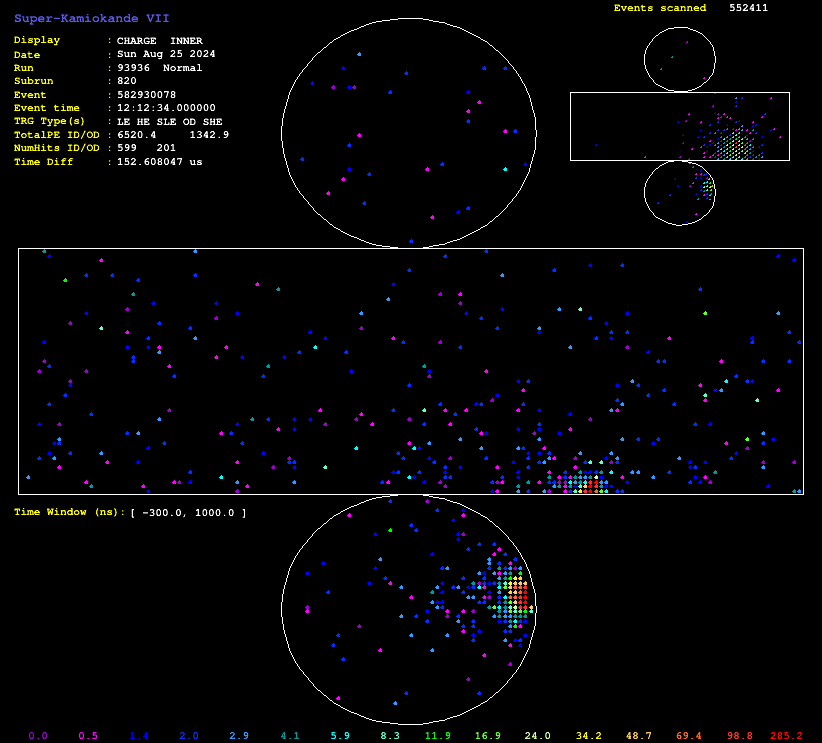 Events scanned 552411
Super-Kamiokande VII
Display : CHARGE INNER
Date : Sun Aug 25 2024
Run : 93936 Normal
Subrun : 820
Event : 582930078
Event time : 12:12:34.000000
TRG Type(s) : LE HE SLE OD SHE
TotalPE ID/OD : 6520.4 1342.9
NumHits ID/OD : 599 201
Time Diff : 152.608047 us
Time Window (ns): [ -300.0, 1000.0 ]
0.0 0.5 1.4 2.0 2.9 4.1 5.9 8.3 11.9 16.9 24.0 34.2 48.7 69.4 98.8 285.2